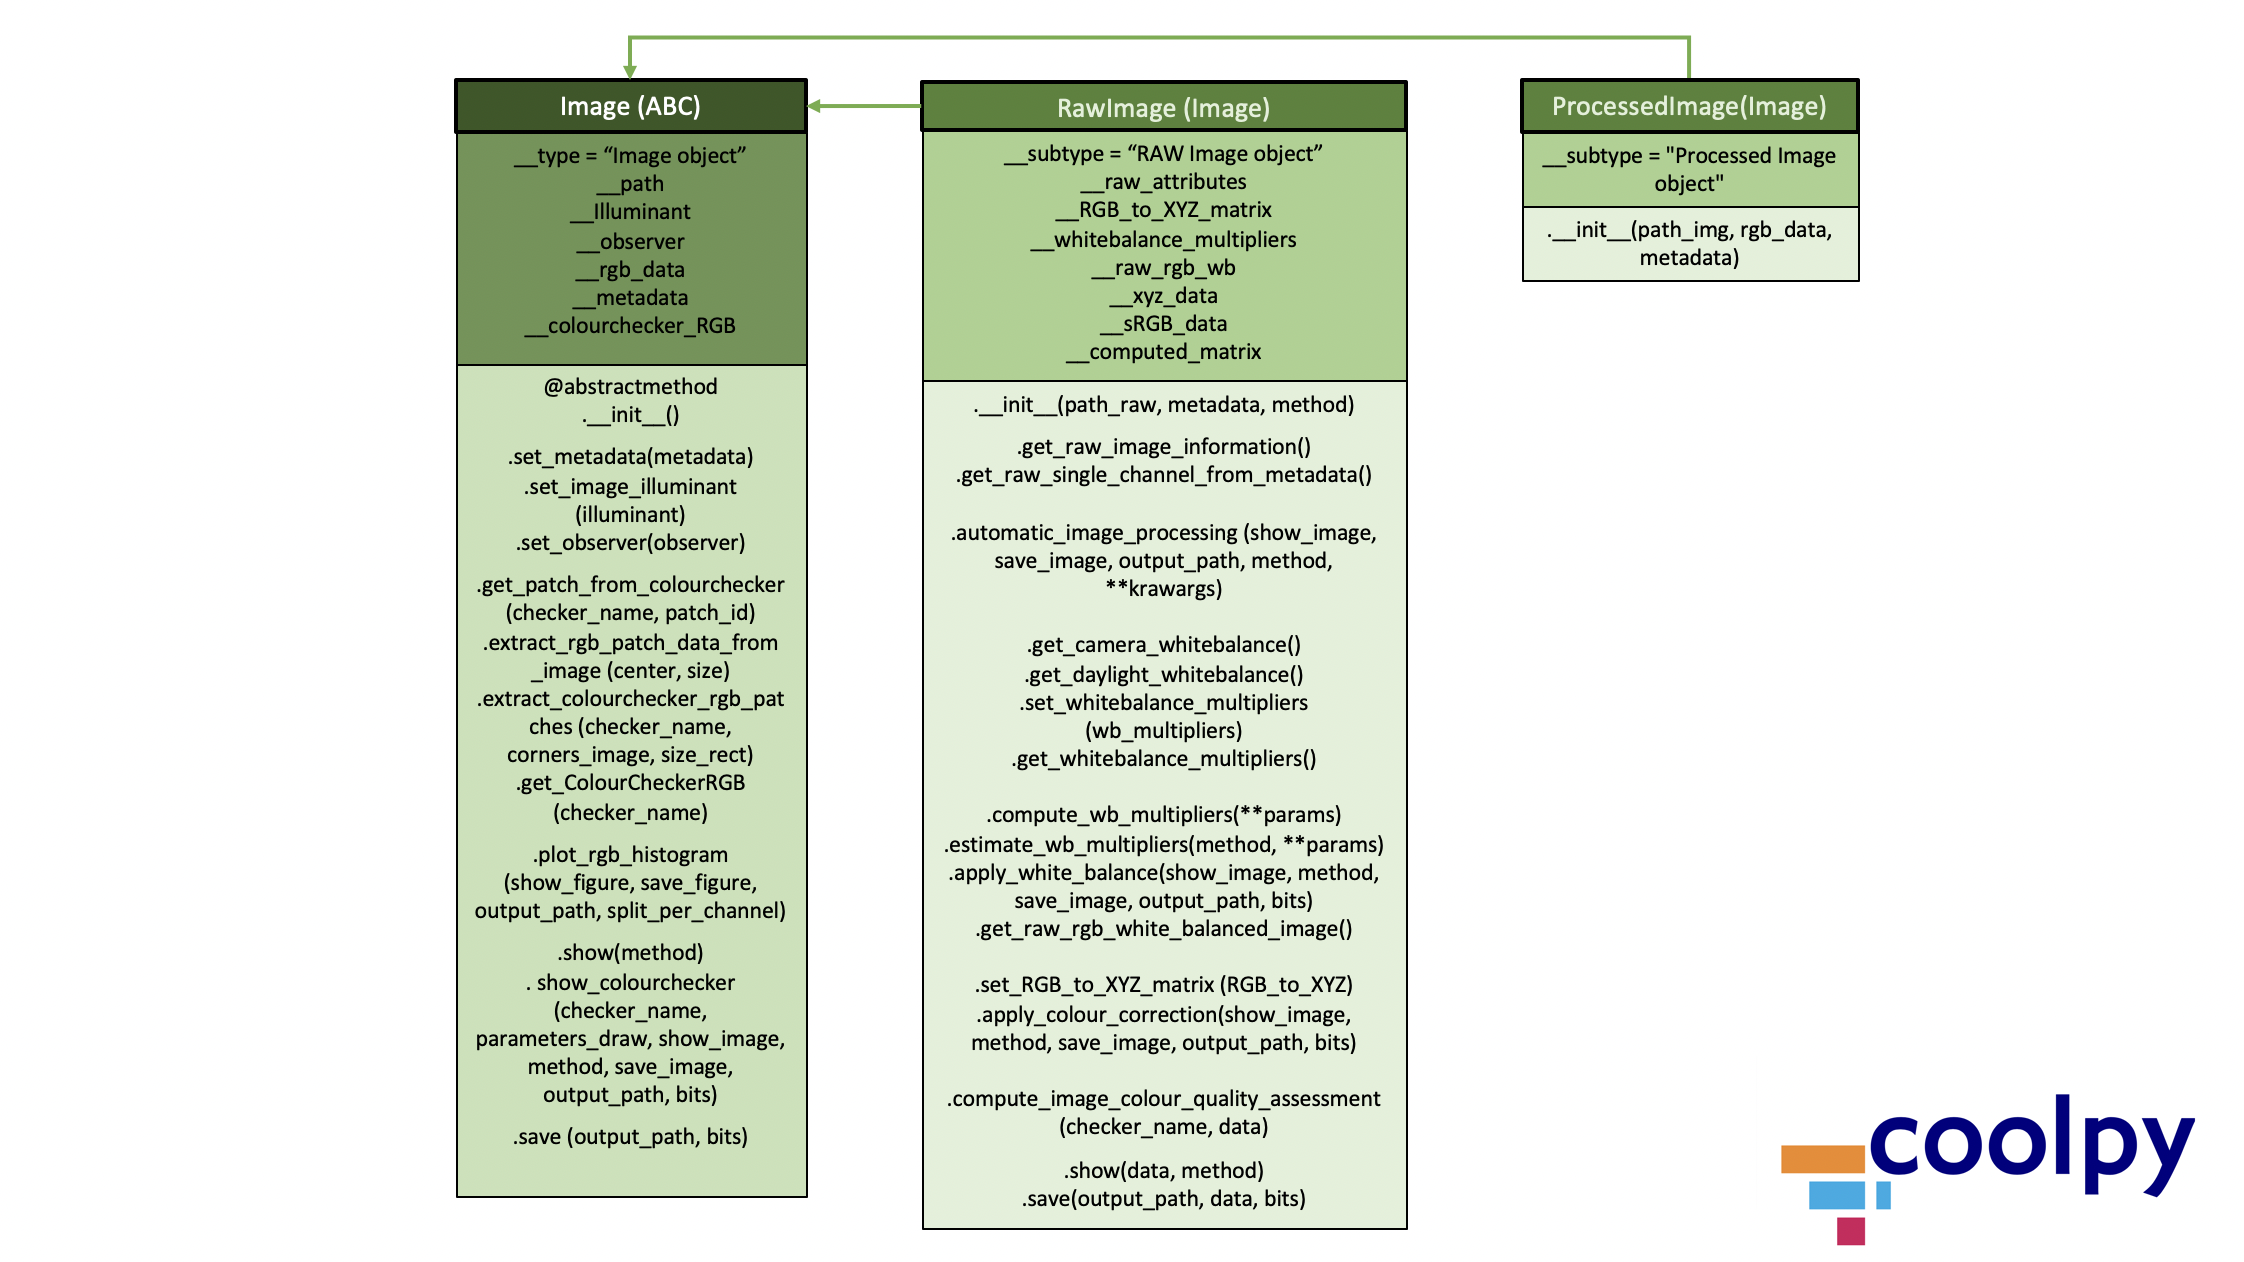 Image (ABC)
__type = “Image object”
__path
__Illuminant
__observer
__rgb_data
__metadata
__colourchecker_RGB
@abstractmethod
.__init__()
.set_metadata(metadata)
.set_image_illuminant
(illuminant)
.set_observer(observer)
.get_patch_from_colourchecker
(checker_name, patch_id)
.extract_rgb_patch_data_from
_image (center, size)
.extract_colourchecker_rgb_pat
ches (checker_name,
corners_image, size_rect)
.get_ColourCheckerRGB
(checker_name)
.plot_rgb_histogram
(show_figure, save_figure,
output_path, split_per_channel)
.show(method)
. show_colourchecker
(checker_name,
parameters_draw, show_image,
method, save_image,
output_path, bits)
.save (output_path, bits)
RawImage (Image)
__subtype = “RAW Image object”
__raw_attributes
__RGB_to_XYZ_matrix
__whitebalance_multipliers
__raw_rgb_wb
__xyz_data
__sRGB_data
__computed_matrix
.__init__(path_raw, metadata, method)
.get_raw_image_information()
.get_raw_single_channel_from_metadata()
.automatic_image_processing (show_image,
save_image, output_path, method,
**krawargs)
.get_camera_whitebalance()
.get_daylight_whitebalance()
.set_whitebalance_multipliers
(wb_multipliers)
.get_whitebalance_multipliers()
.compute_wb_multipliers(**params)
.estimate_wb_multipliers(method, **params)
.apply_white_balance(show_image, method,
save_image, output_path, bits)
.get_raw_rgb_white_balanced_image()
.set_RGB_to_XYZ_matrix (RGB_to_XYZ)
.apply_colour_correction(show_image,
method, save_image, output_path, bits)
.compute_image_colour_quality_assessment
(checker_name, data)
.show(data, method)
.save(output_path, data, bits)
ProcessedImage(Image)
__subtype = "Processed Image
object"
.__init__(path_img, rgb_data,
metadata)
coolpy